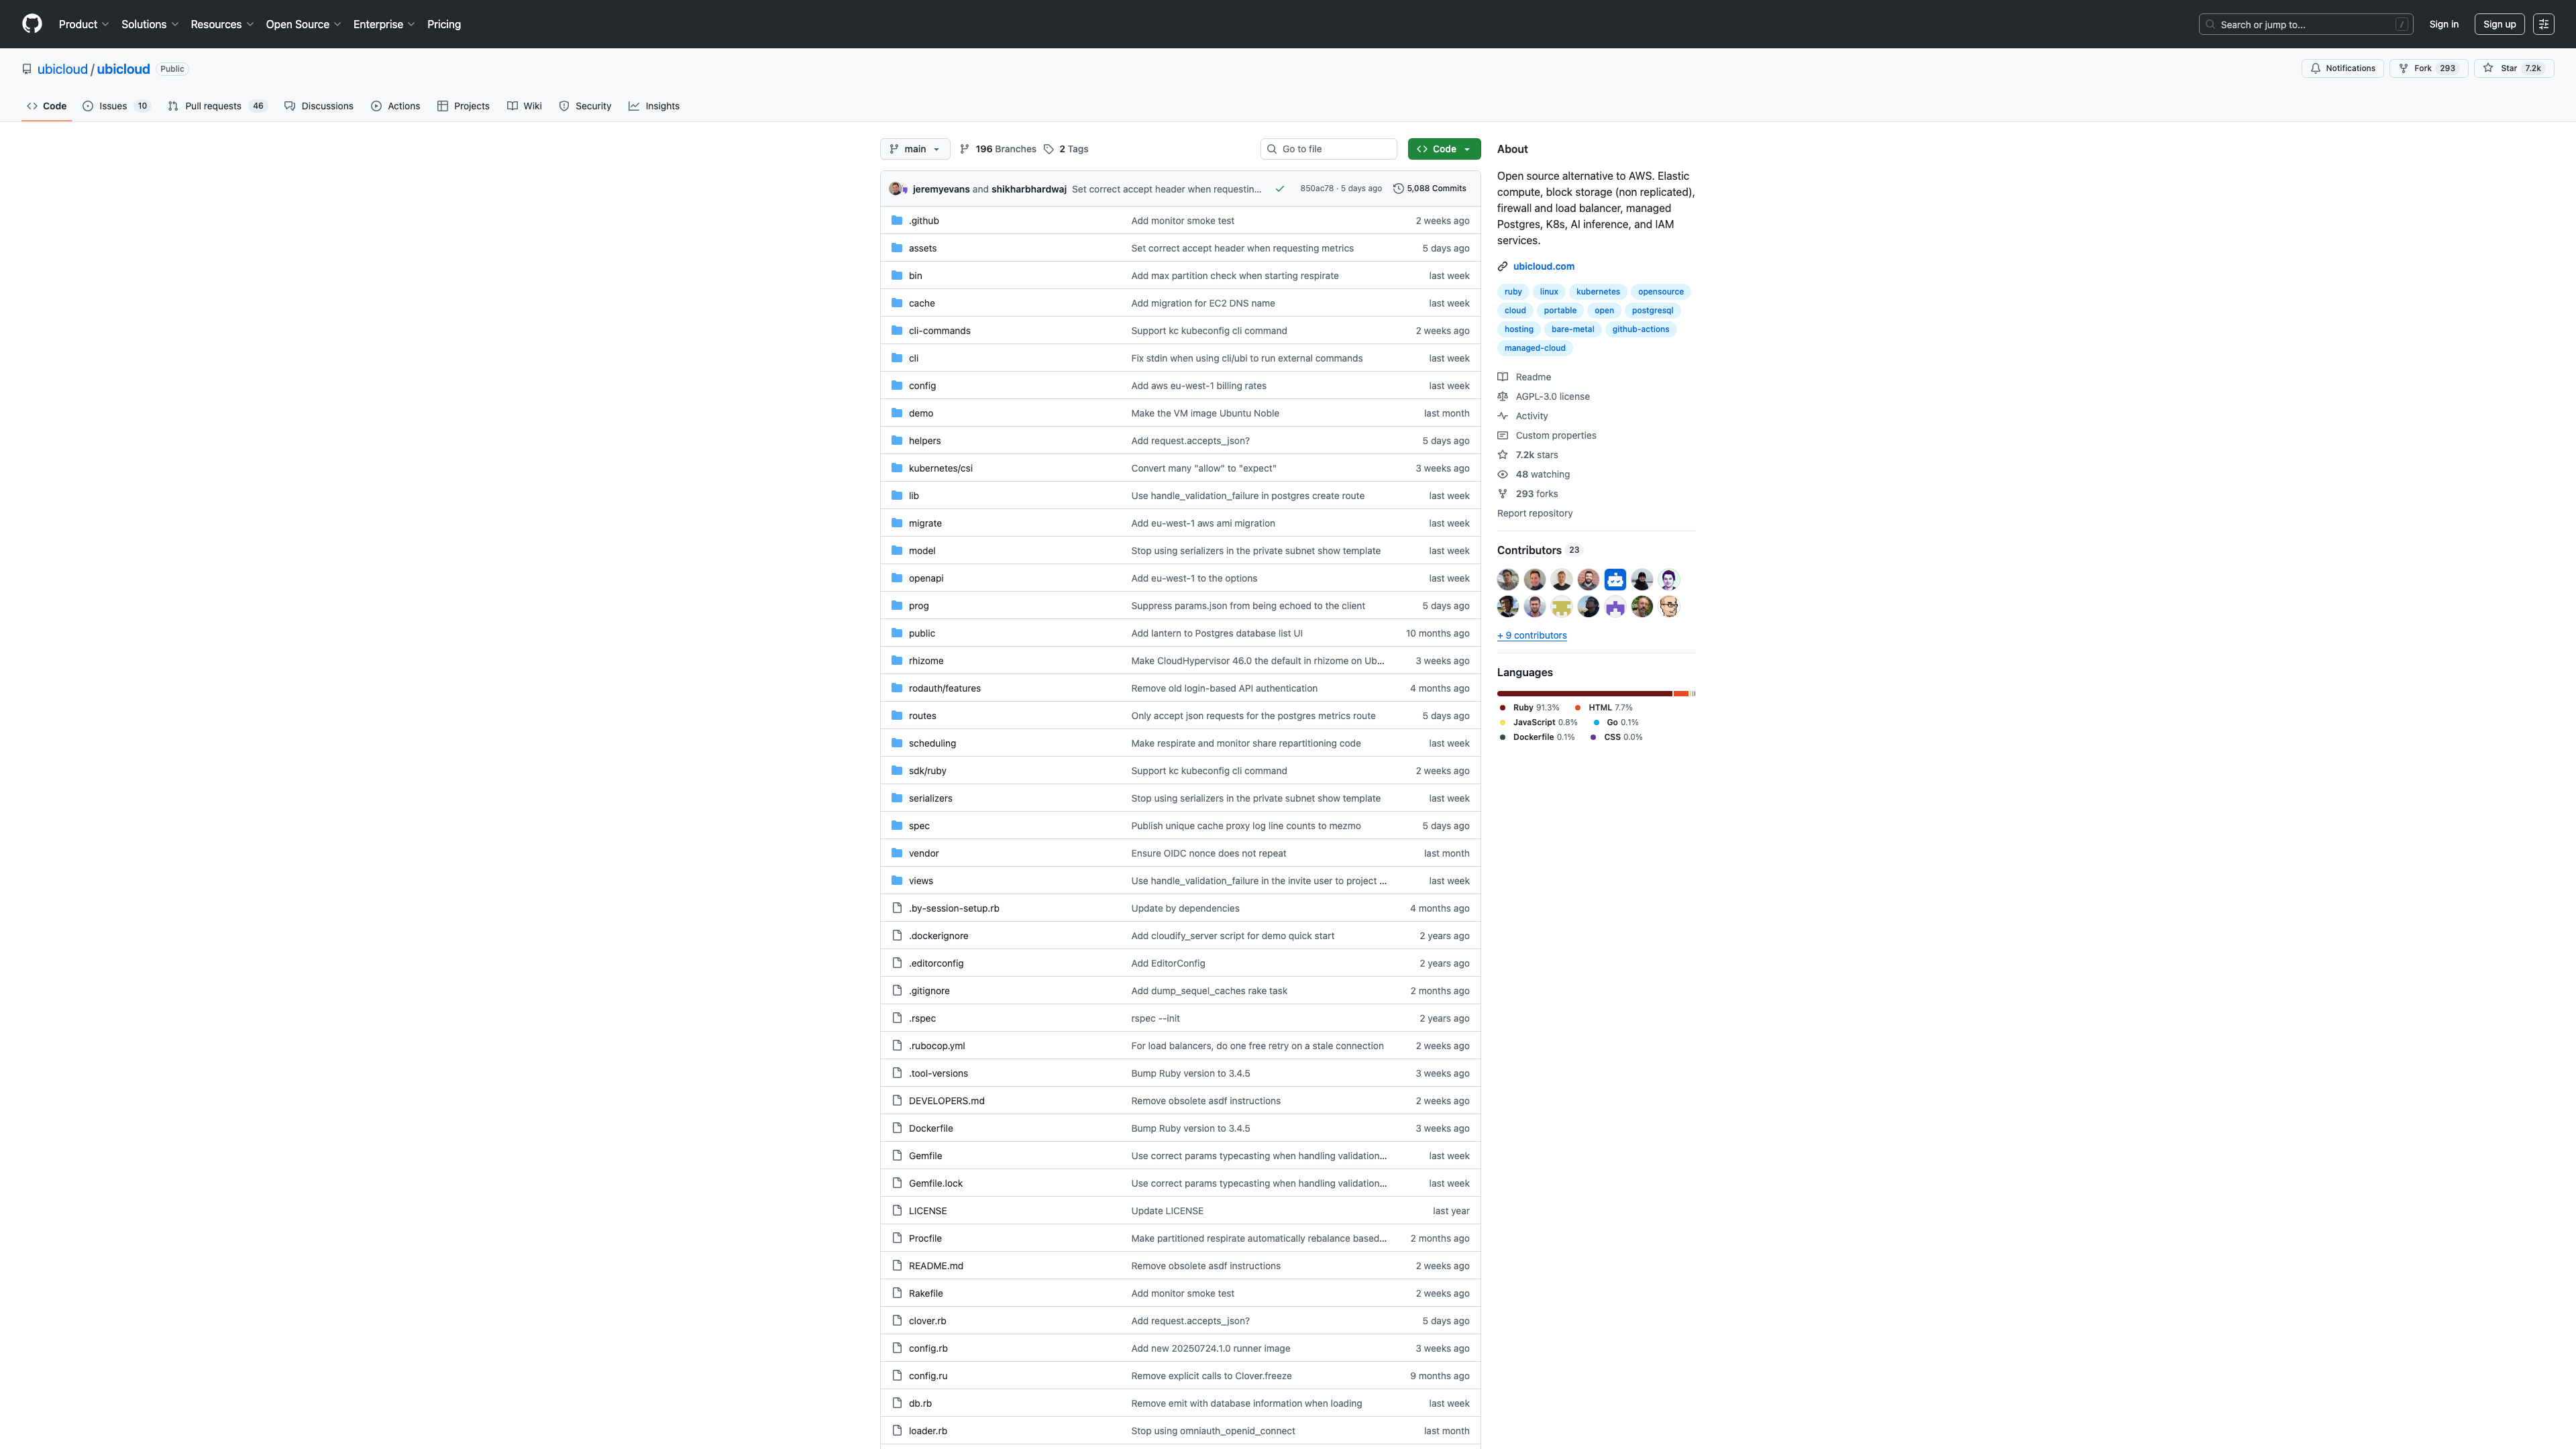 Product Solutions Resources Open Source Enterprise Pricing Search or jump to... / Sign in Sign up
ubicloud / ubicloud Public Notifications Fork 293 Star 7.2k
Code Issues 10 Pull requests 46 Discussions Actions Projects Wiki Security Insights
main 196 Branches 2 Tags Go to file Code
jeremyevans and shikharbhardwaj Set correct accept header when requestin... 850ac78 · 5 days ago 5,088 Commits
.github Add monitor smoke test 2 weeks ago
assets Set correct accept header when requesting metrics 5 days ago
bin Add max partition check when starting respirate last week
cache Add migration for EC2 DNS name last week
cli-commands Support kc kubeconfig cli command 2 weeks ago
cli Fix stdin when using cli/ubi to run external commands last week
config Add aws eu-west-1 billing rates last week
demo Make the VM image Ubuntu Noble last month
helpers Add request.accepts_json? 5 days ago
kubernetes/csi Convert many "allow" to "expect" 3 weeks ago
lib Use handle_validation_failure in postgres create route last week
migrate Add eu-west-1 aws ami migration last week
model Stop using serializers in the private subnet show template last week
openapi Add eu-west-1 to the options last week
prog Suppress params.json from being echoed to the client 5 days ago
public Add lantern to Postgres database list UI 10 months ago
rhizome Make CloudHypervisor 46.0 the default in rhizome on Ub... 3 weeks ago
rodauth/features Remove old login-based API authentication 4 months ago
routes Only accept json requests for the postgres metrics route 5 days ago
scheduling Make respirate and monitor share repartitioning code last week
sdk/ruby Support kc kubeconfig cli command 2 weeks ago
serializers Stop using serializers in the private subnet show template last week
spec Publish unique cache proxy log line counts to mezmo 5 days ago
vendor Ensure OIDC nonce does not repeat last month
views Use handle_validation_failure in the invite user to project ... last week
.by-session-setup.rb Update by dependencies 4 months ago
.dockerignore Add cloudify_server script for demo quick start 2 years ago
.editorconfig Add EditorConfig 2 years ago
.gitignore Add dump_sequel_caches rake task 2 months ago
.rspec rspec --init 2 years ago
.rubocop.yml For load balancers, do one free retry on a stale connection 2 weeks ago
.tool-versions Bump Ruby version to 3.4.5 3 weeks ago
DEVELOPERS.md Remove obsolete asdf instructions 2 weeks ago
Dockerfile Bump Ruby version to 3.4.5 3 weeks ago
Gemfile Use correct params typecasting when handling validation... last week
Gemfile.lock Use correct params typecasting when handling validation... last week
LICENSE Update LICENSE last year
Procfile Make partitioned respirate automatically rebalance based... 2 months ago
README.md Remove obsolete asdf instructions 2 weeks ago
Rakefile Add monitor smoke test 2 weeks ago
clover.rb Add request.accepts_json? 5 days ago
config.rb Add new 20250724.1.0 runner image 3 weeks ago
config.ru Remove explicit calls to Clover.freeze 9 months ago
db.rb Remove emit with database information when loading last week
loader.rb Stop using omniauth_openid_connect last month
About
Open source alternative to AWS. Elastic
compute, block storage (non replicated),
firewall and load balancer, managed
Postgres, K8s, AI inference, and IAM
services.
ubicloud.com
ruby linux kubernetes opensource
cloud portable open postgresql
hosting bare-metal github-actions
managed-cloud
Readme
AGPL-3.0 license
Activity
Custom properties
7.2k stars
48 watching
293 forks
Report repository
Contributors 23
+ 9 contributors
Languages
Ruby 91.3% HTML 7.7%
JavaScript 0.8% Go 0.1%
Dockerfile 0.1% CSS 0.0%